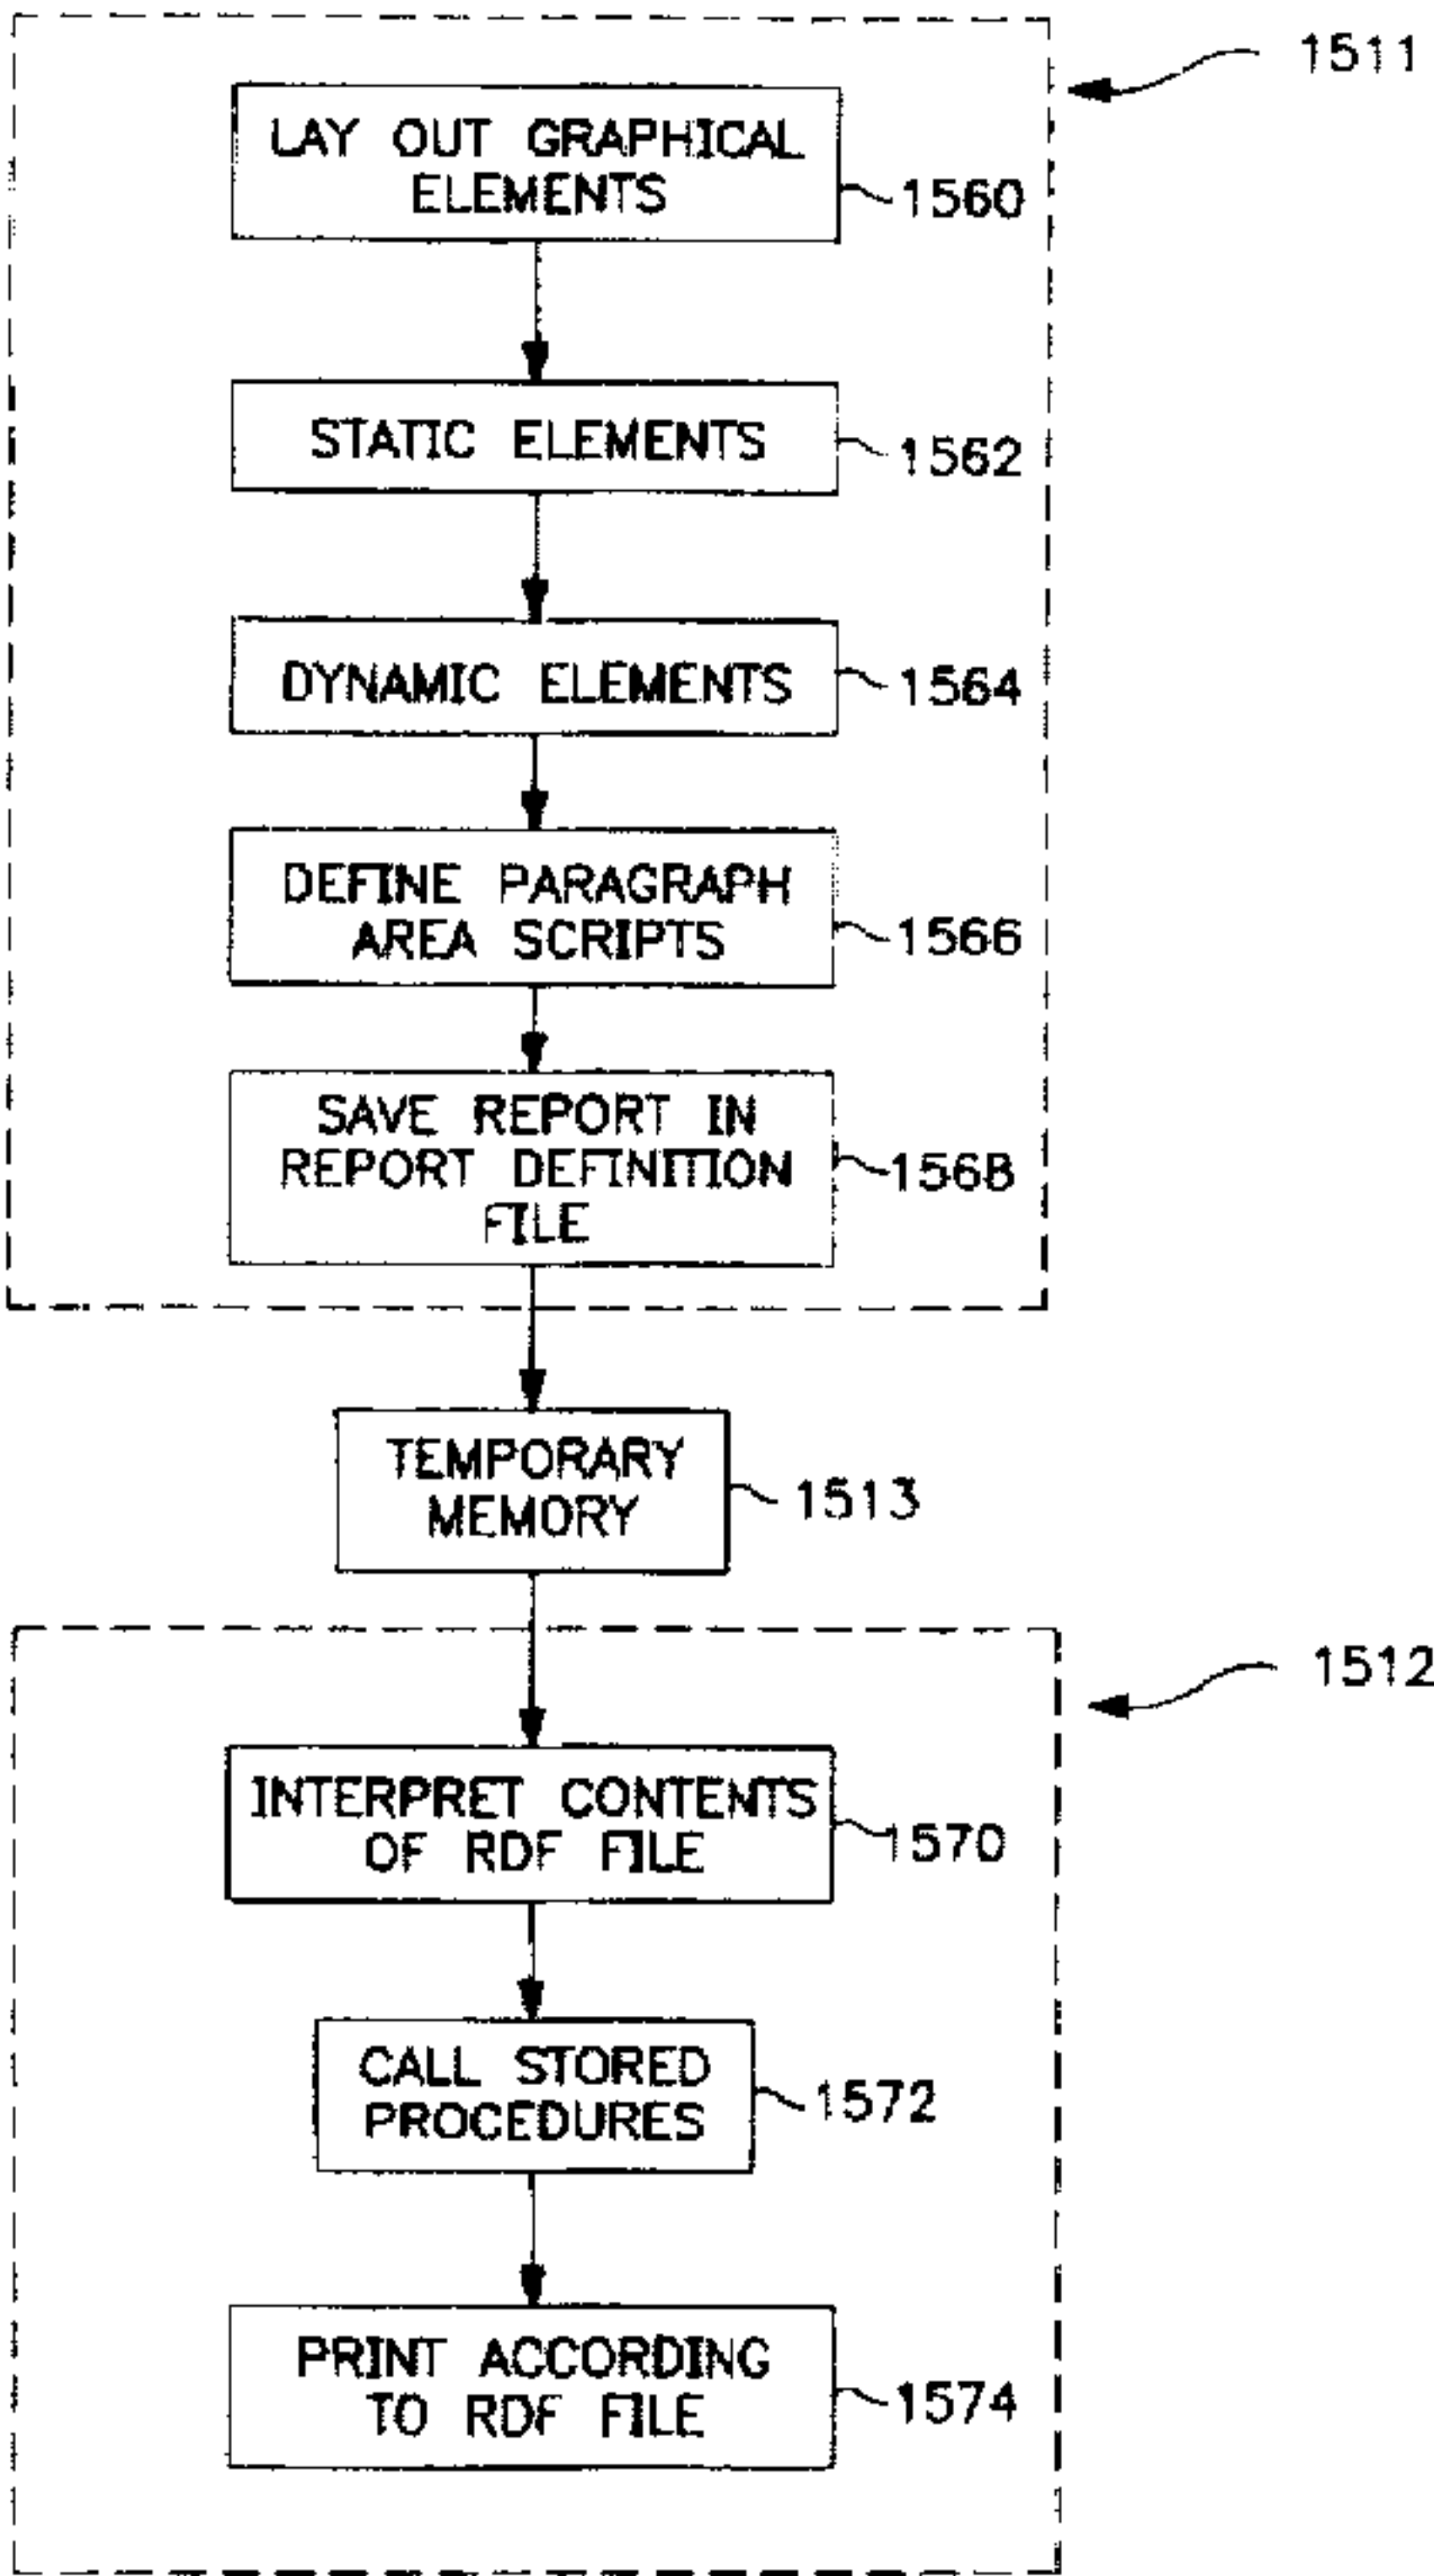 1511
LAY OUT GRAPHICAL
ELEMENTS
1560
STATIC ELEMENTS
1562
DYNAMIC ELEMENTS
1564
DEFINE PARAGRAPH
AREA SCRIPTS
1566
SAVE REPORT IN
REPORT DEFINITION
FILE
1568
TEMPORARY
MEMORY
1513
1512
INTERPRET CONTENTS
OF RDF FILE
1570
CALL STORED
PROCEDURES
1572
PRINT ACCORDING
TO RDF FILE
1574